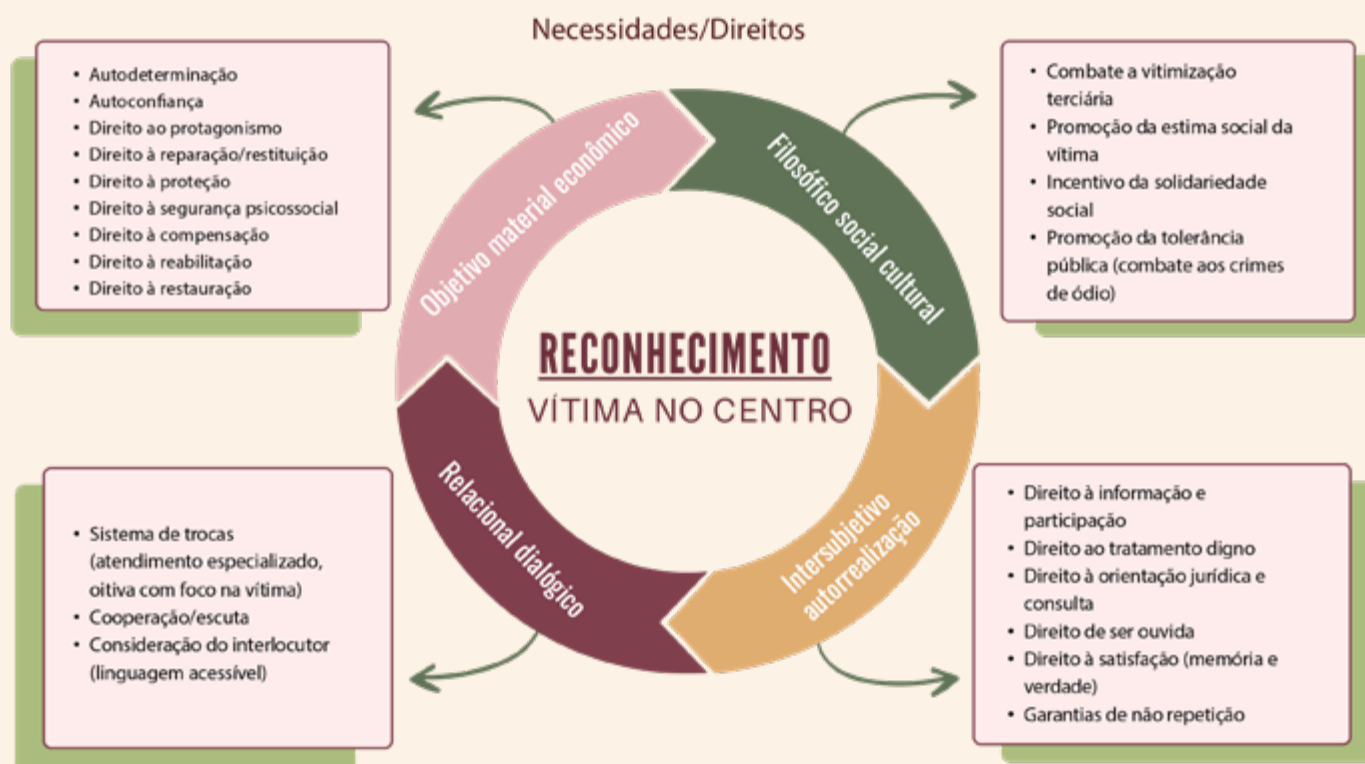 Necessidades/Direitos
• Autodeterminação
• Autoconfiança
• Direito ao protagonismo
• Direito à reparação/restituição
• Direito à proteção
• Direito à segurança psicossocial
• Direito à compensação
• Direito à reabilitação
• Direito à restauração
Objetivo material econômico
Filosófico social cultural
• Combate a vitimização
terciária
• Promoção da estima social da
vítima
• Incentivo da solidariedade
social
• Promoção da tolerância
pública (combate aos crimes
de ódio)
RECONHECIMENTO
VÍTIMA NO CENTRO
• Sistema de trocas
(atendimento especializado,
oitiva com foco na vítima)
• Cooperação/escuta
• Consideração do interlocutor
(linguagem acessível)
Relacional dialógico
Intersubjetivo
autorrealização
• Direito à informação e
participação
• Direito ao tratamento digno
• Direito à orientação jurídica e
consulta
• Direito de ser ouvida
• Direito à satisfação (memória e
verdade)
• Garantias de não repetição